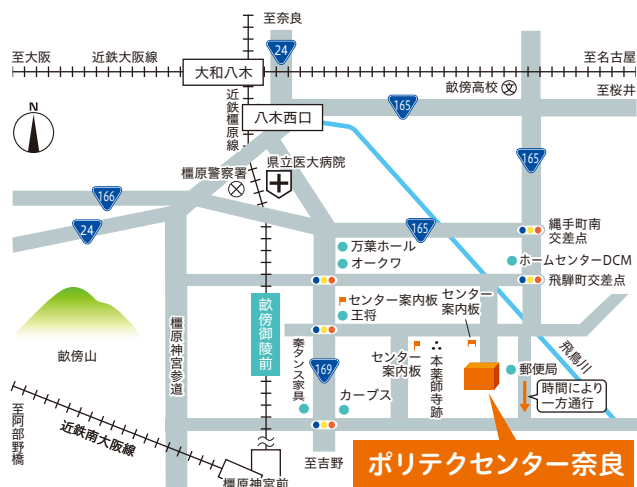 至奈良
24
至大阪
近鉄大阪線
大和八木
至名古屋
畝傍高校
文
至桜井
近鉄橿原線
165
八木西口
N
165
県立医大病院
橿原警察署
166
24
165
縄手町南
交差点
万葉ホール
オークワ
ホームセンターDCM
飛騨町交差点
センター案内板
王将
センター
案内板
畝傍御陵前
橿原神宮参道
畝傍山
秦タンス家具
169
センター
案内板
本薬師寺跡
飛鳥川
郵便局
時間により
一方通行
カーブス
至阿部野橋
近鉄南大阪線
至吉野
橿原神宮前
ポリテクセンター奈良